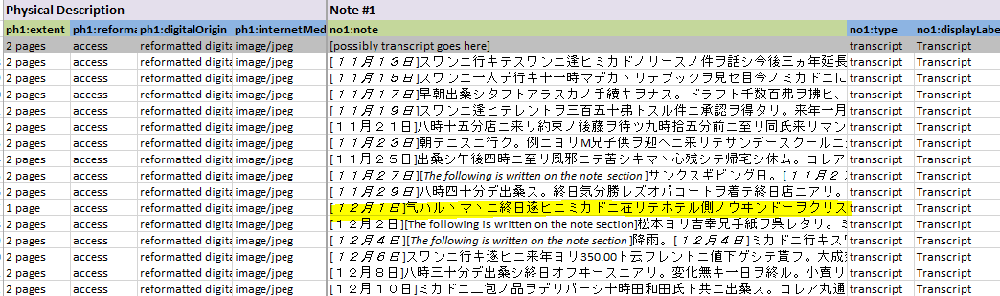 Physical Description Note #1
ph1:extent ph1:reforma ph1:digitalOrigin ph1:internetMed no1:note no1:type no1:displayLabe
2 pages access reformatted digita image/jpeg [possibly transcript goes here] transcript Transcript
2 pages access reformatted digita image/jpeg [１１月１３日]スワンニ行キテスワンニ逢ヒミカドノリースノ件ヲ話シ今後三ヵ年延長 transcript Transcript
2 pages access reformatted digita image/jpeg [１１月１５日]スワンニ一人デ行キ十一時マデカヽリテブックヲ見セ目今ノミカドニに transcript Transcript
2 pages access reformatted digita image/jpeg [１１月１７日]早朝出桑シタフトアラスカノ手續キヲナス。ドラフト千数百弗ヲ拂ヒ、 transcript Transcript
2 pages access reformatted digita image/jpeg [１１月１９日]スワンニ逢ヒテレントヲ三百五十弗トスル件ニ承認ヲ得タリ。来年一月 transcript Transcript
2 pages access reformatted digita image/jpeg [１１月２１日]八時十五分店ニ来リ約束ノ後藤ヲ待ツ九時拾五分前ニ至リ同氏来リマン transcript Transcript
2 pages access reformatted digita image/jpeg [１１月２３日]朝テニスニ行ク。例ニヨリM兄子供ヲ迎ヘニ来リテサンデースクールニ transcript Transcript
2 pages access reformatted digita image/jpeg [１１月２５日]出桑シ午後四時ニ至リ風邪ニテ苦シキマヽ心残シテ帰宅シ休ム。コレア transcript Transcript
2 pages access reformatted digita image/jpeg [１１月２７日][The following is written on the note section]サンクスギビング日。[１１月２ transcript Transcript
2 pages access reformatted digita image/jpeg [１１月２９日]八時四十分デ出桑ス。終日気分勝レズオバコートヲ着テ終日店ニアリ。 transcript Transcript
1 page access reformatted digita image/jpeg [１２月１日]气ハルヽマヽニ終日遂ヒニミカドニ在リテホテル側ノウヰンドーヲクリス transcript Transcript
2 pages access reformatted digita image/jpeg [１２月２日][The following is written on the note section]松本ヨリ吉幸兄手紙ヲ呉レタリ。ミ transcript Transcript
2 pages access reformatted digita image/jpeg [１２月４日][The following is written on the note section]降雨。[１２月４日]ミカドニ行キス transcript Transcript
2 pages access reformatted digita image/jpeg [１２月６日]スワンニ行キ遂ヒニ来年ヨリ350.00ト云フレントニ値下ゲシテ貰フ。大成 transcript Transcript
2 pages access reformatted digita image/jpeg [１２月８日]八時三十分デ出桑シ終日オフヰースニアリ。変化無キ一日ヲ終ル。小賣リ transcript Transcript
2 pages access reformatted digita image/jpeg [１２月１０日]ミカドニ二包ノ品ヲデリバーシ十時田和田氏ト共ニ出桑ス。コレア丸通 transcript Transcript